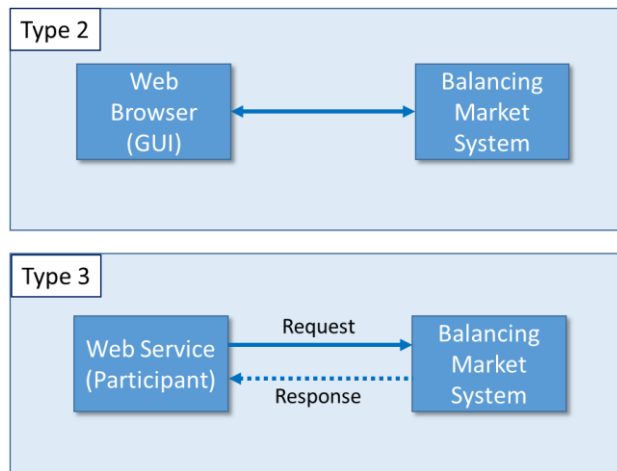 Type 2
Web
Browser
(GUI)
Balancing
Market
System
Type 3
Web Service
(Participant)
Request
Response
Balancing
Market
System